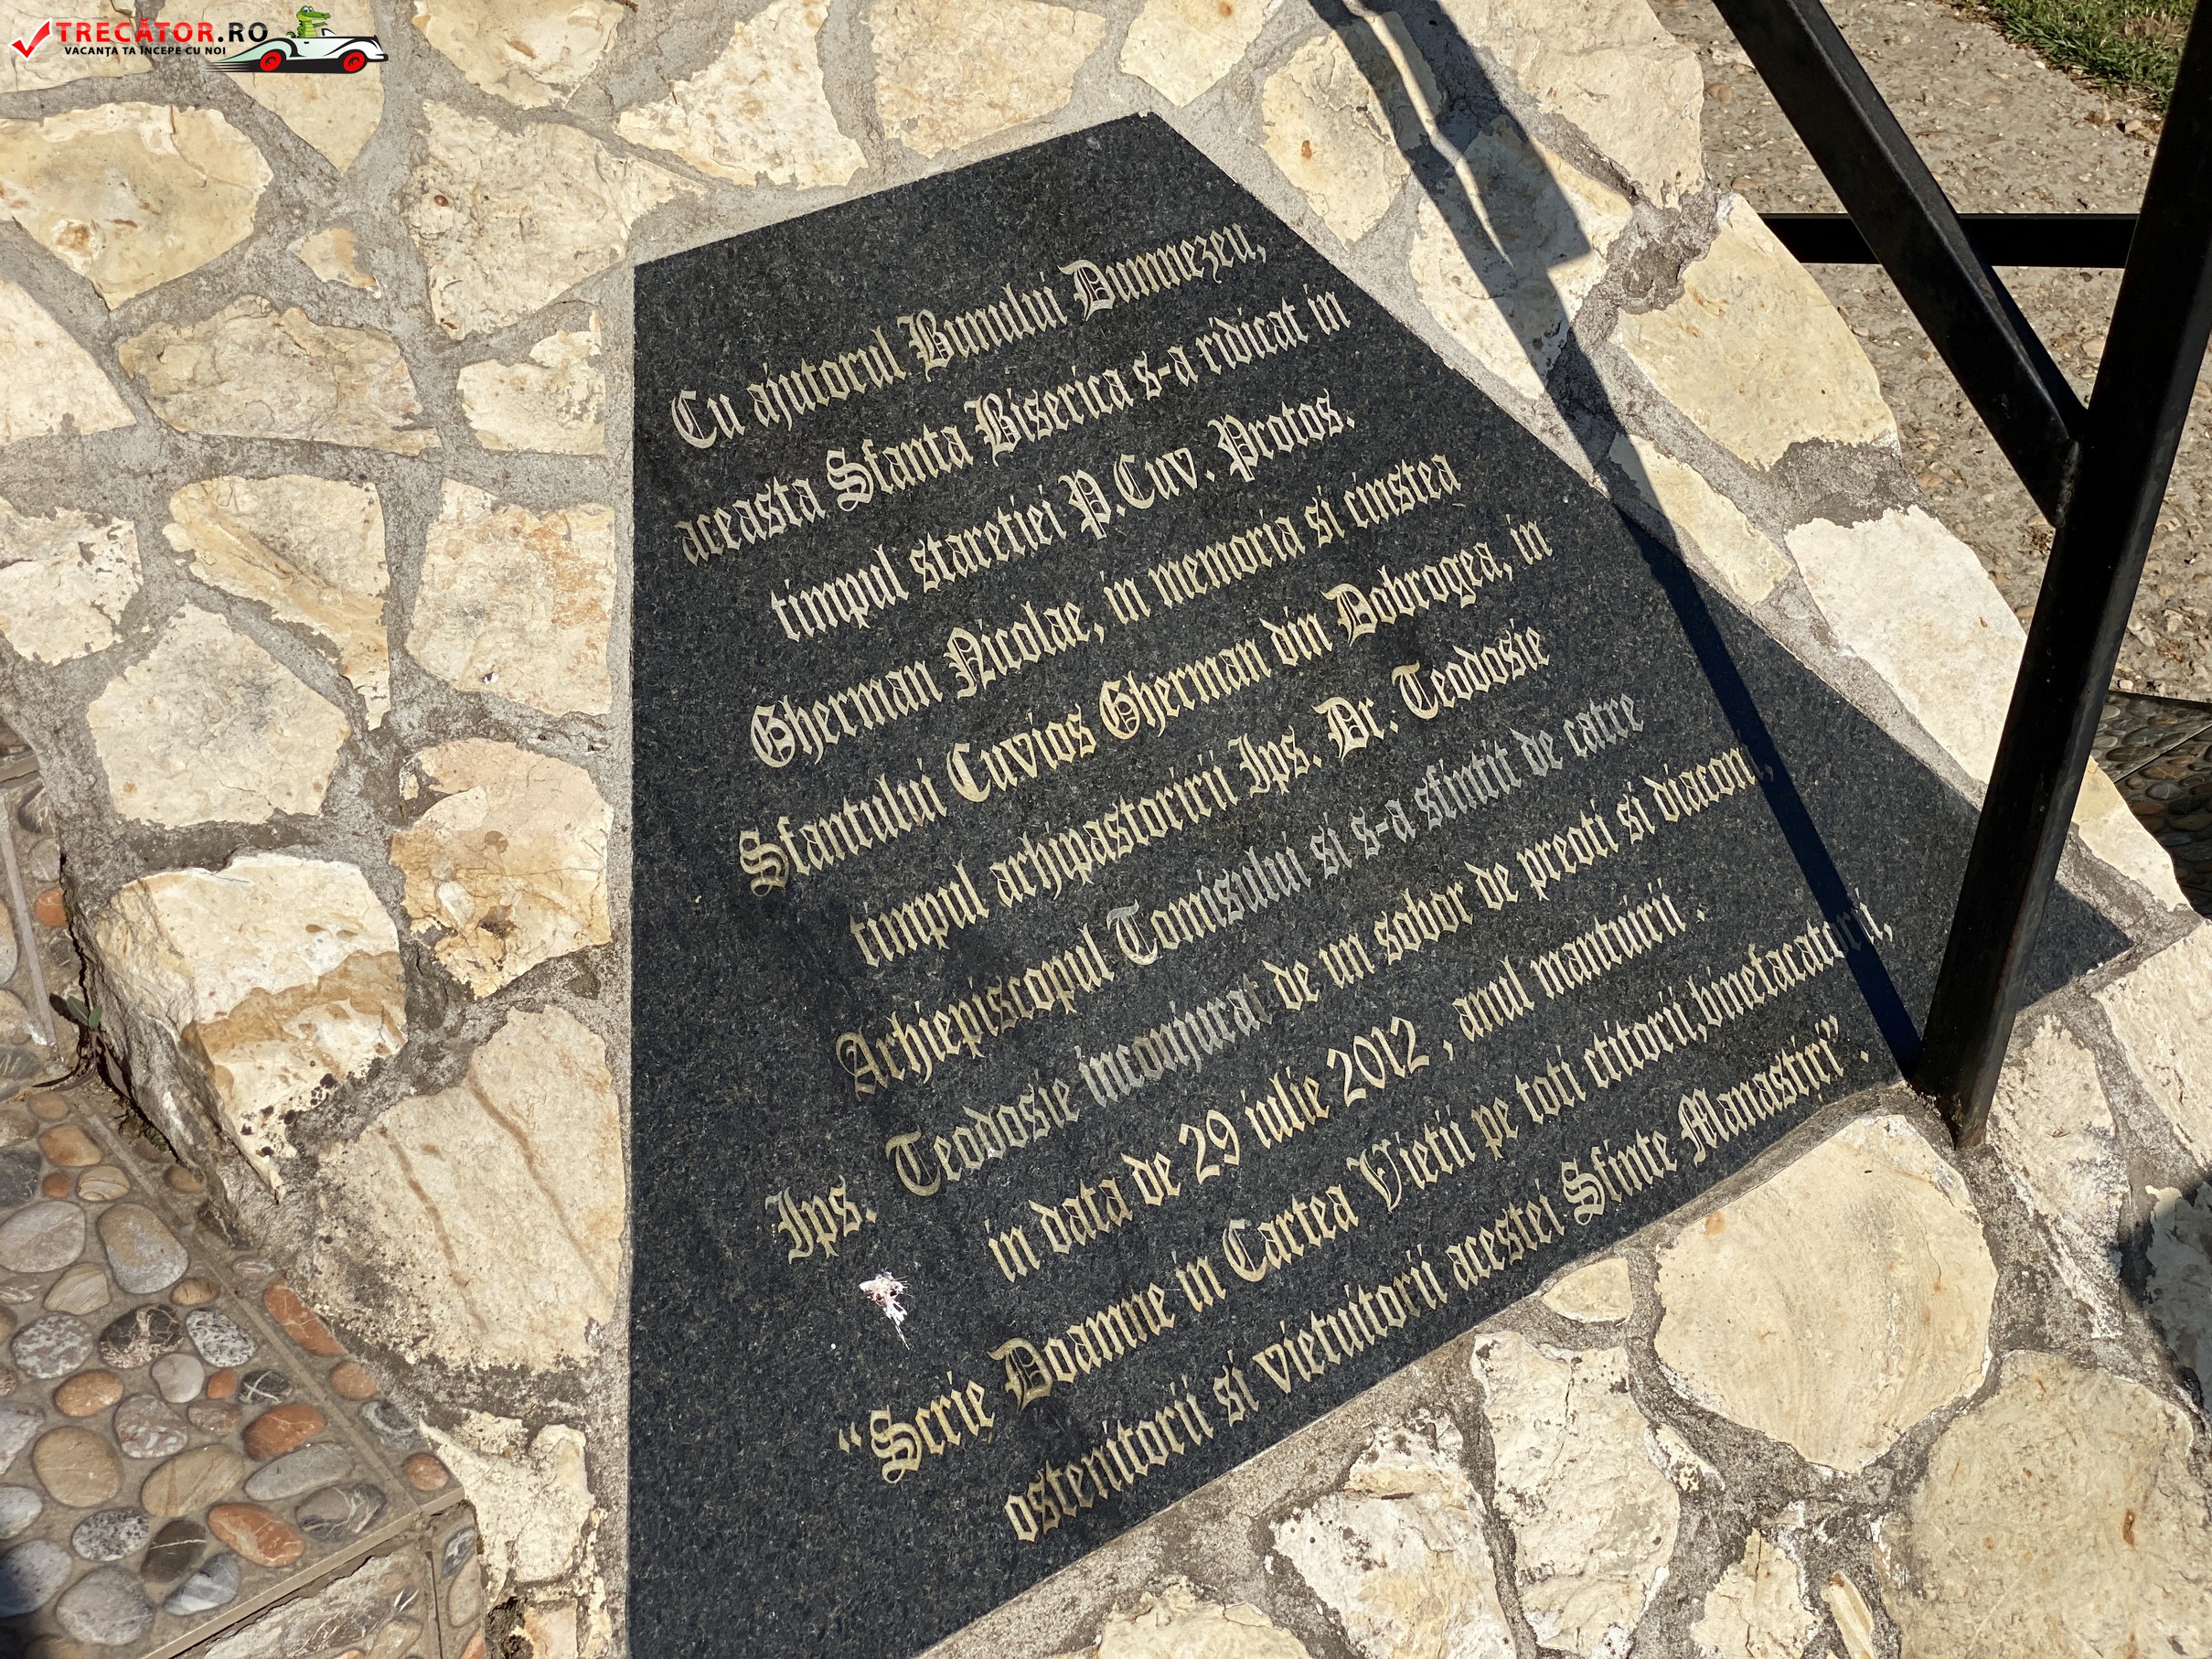 TRECĂTOR.RO
VACANȚA TA ÎNCEPE CU NOI
Cu ajutorul Bunului Dumnezeu,
aceasta Sfanta Biserica s-a ridicat in
timpul staretiei P.Cuv. Protos.
Gherman Nicolae, in memoria si cinstea
Sfantului Cuvios Gherman din Dobrogea, in
timpul arhipastoririi Ips. Dr. Teodosie
Arhiepiscopul Tomisului si s-a sfintit de catre
Ips. Teodosie inconjurat de un sobor de preoti si diaconi,
in data de 29 iulie 2012 , anul mantuirii .
“Scrie Doamne in Cartea Vietii pe toti ctitorii,binefacatorii,
ostenitorii si vietuitorii acestei Sfinte Manastiri” .